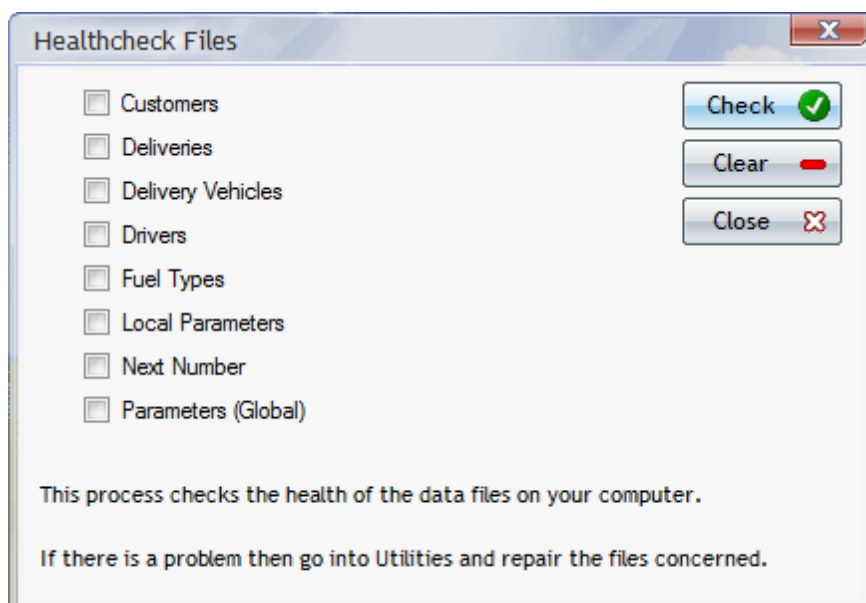 Healthcheck Files
Customers
Check
Deliveries
Clear
Delivery Vehicles
Drivers
Close
Fuel Types
Local Parameters
Next Number
Parameters (Global)
This process checks the health of the data files on your computer.
If there is a problem then go into Utilities and repair the files concerned.